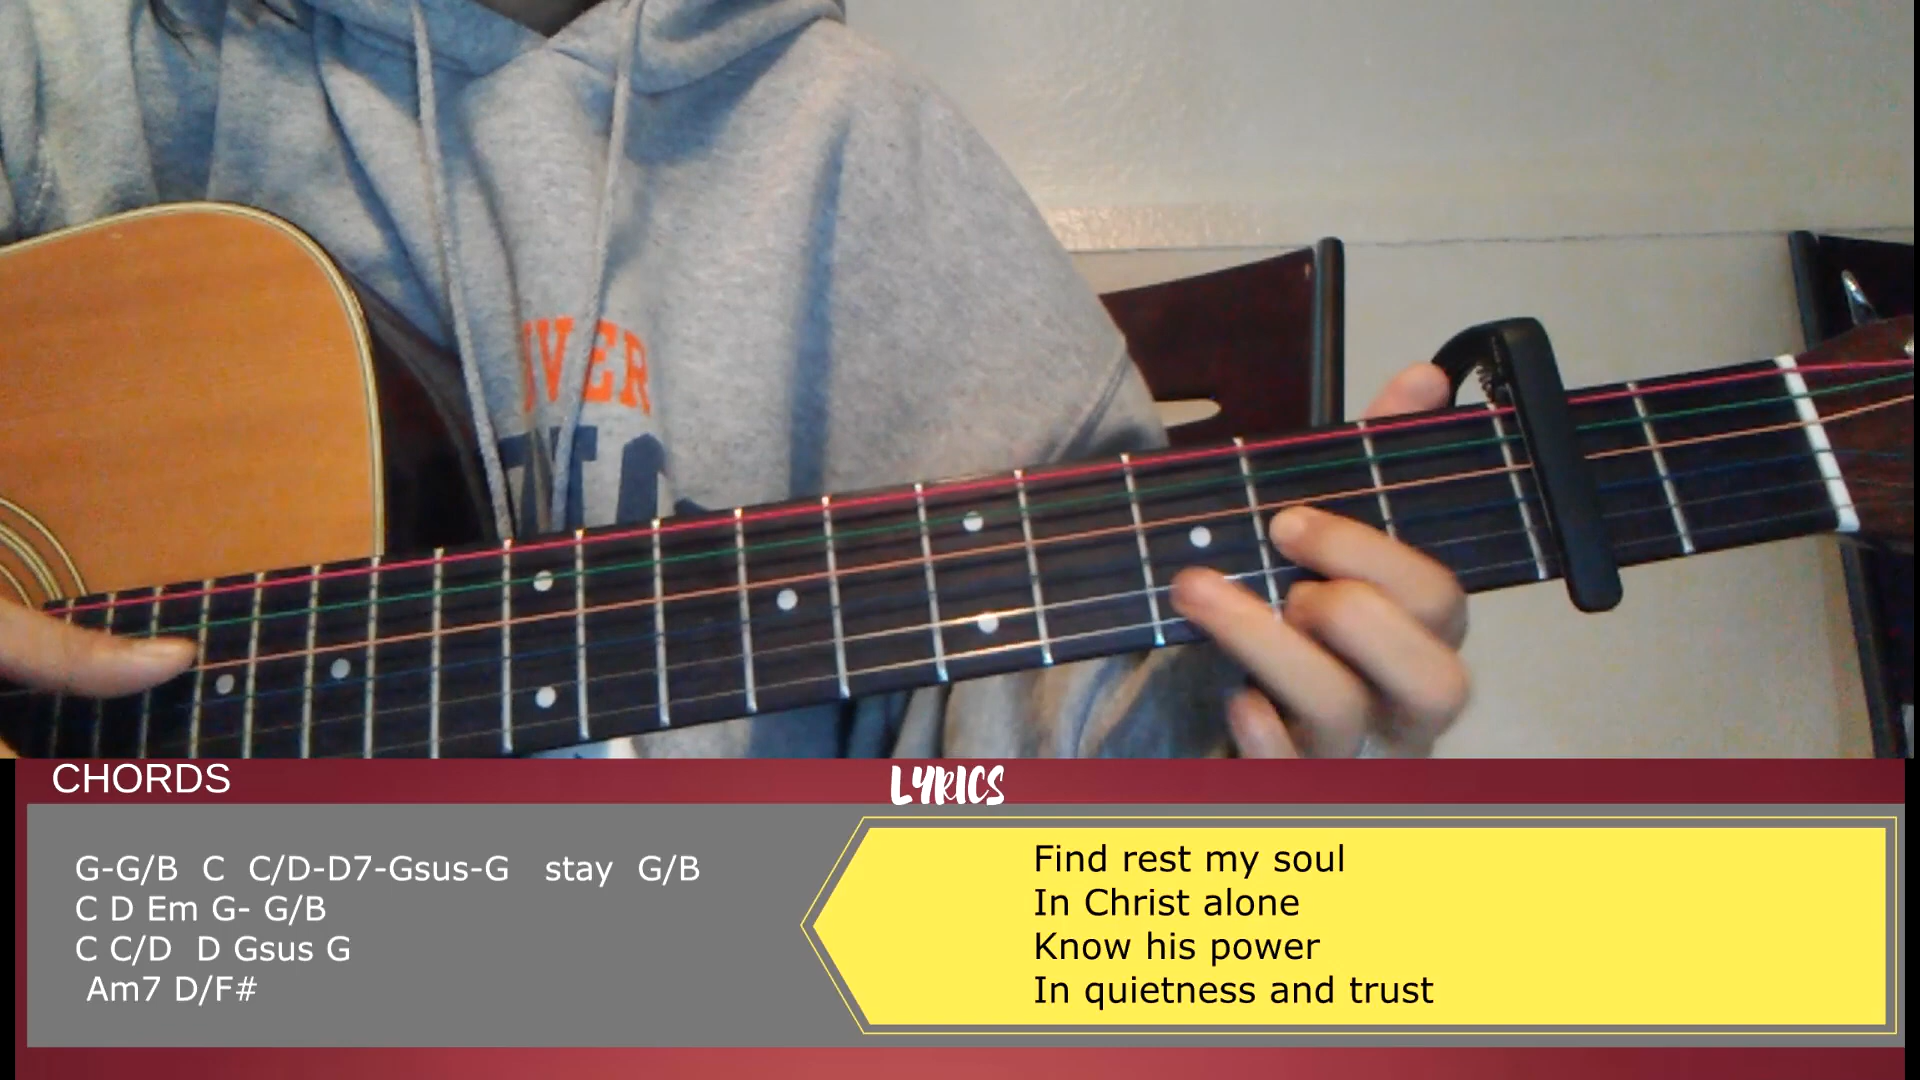 VER
CHORDS
LYRICS
G-G/B C C/D-D7-Gsus-G stay G/B
C D Em G- G/B
C C/D D Gsus G
Am7 D/F#
Find rest my soul
In Christ alone
Know his power
In quietness and trust